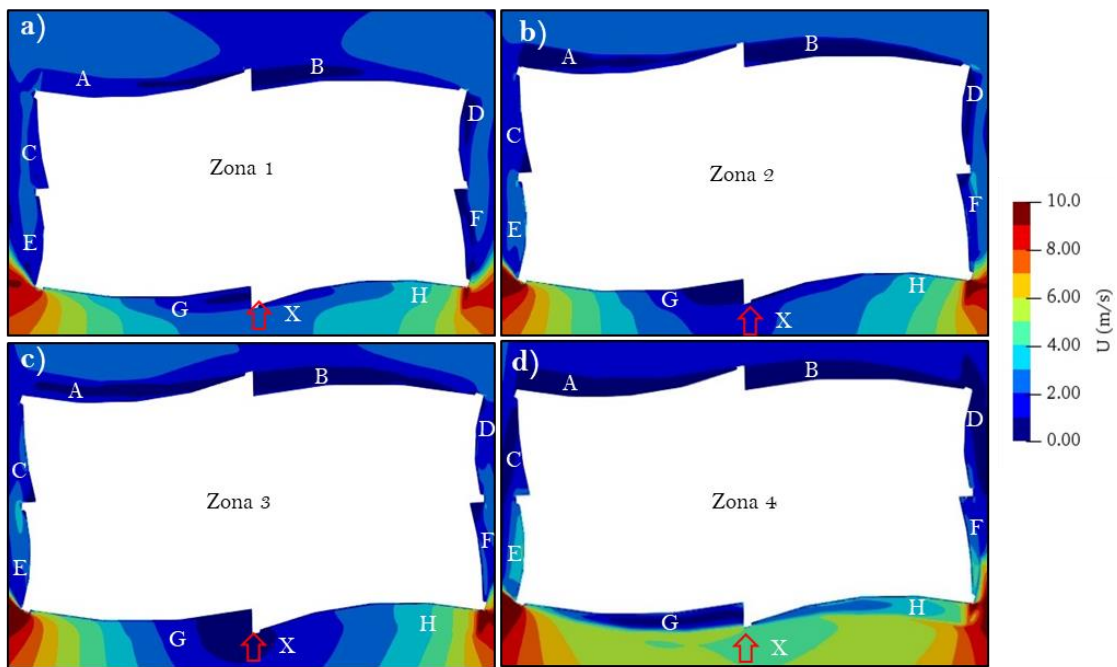 a)
A
B
C
D
Zona 1
E
F
G
X
H
b)
A
B
C
D
Zona 2
E
F
G
X
H
c)
A
B
C
D
Zona 3
E
F
G
X
H
d)
A
B
C
D
Zona 4
E
F
G
X
H
10.0
8.00
6.00
4.00
2.00
0.00
U (m/s)